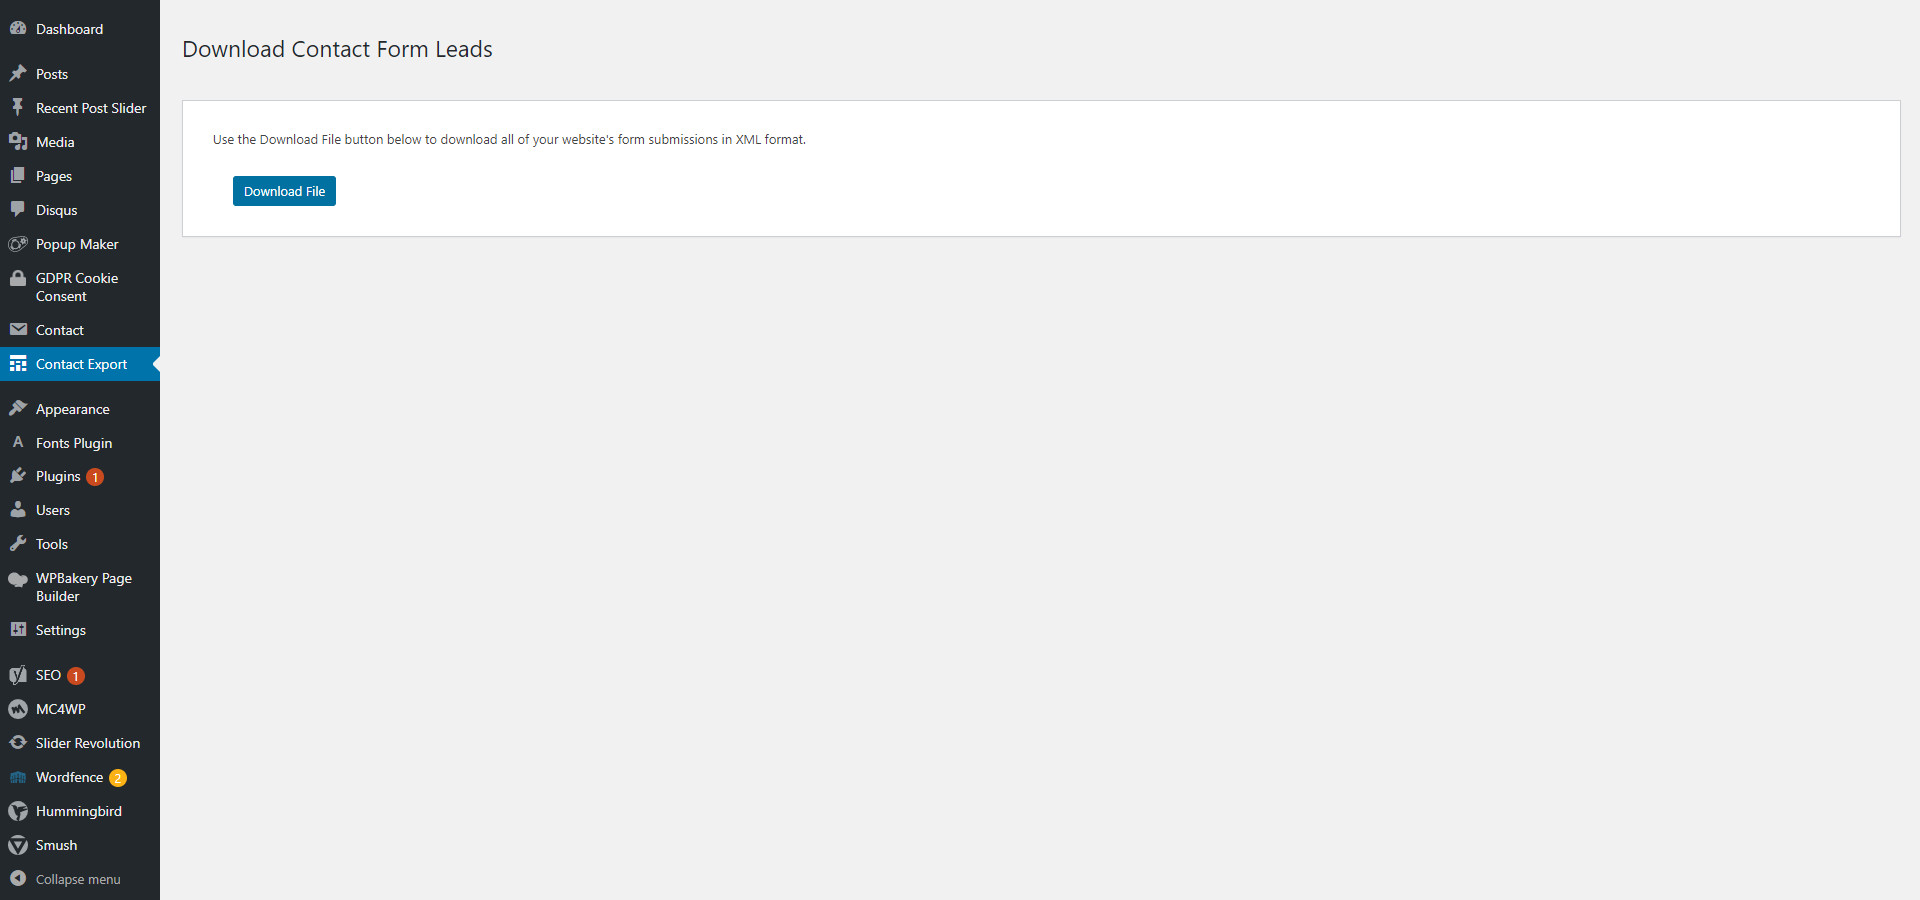 Dashboard
Posts
Recent Post Slider
Media
Pages
Disqus
Popup Maker
GDPR Cookie
Consent
Contact
Contact Export
Appearance
Fonts Plugin
Plugins 1
Users
Tools
WPBakery Page
Builder
Settings
SEO 1
MC4WP
Slider Revolution
Wordfence 2
Hummingbird
Smush
Collapse menu
Download Contact Form Leads
Use the Download File button below to download all of your website's form submissions in XML format.
Download File